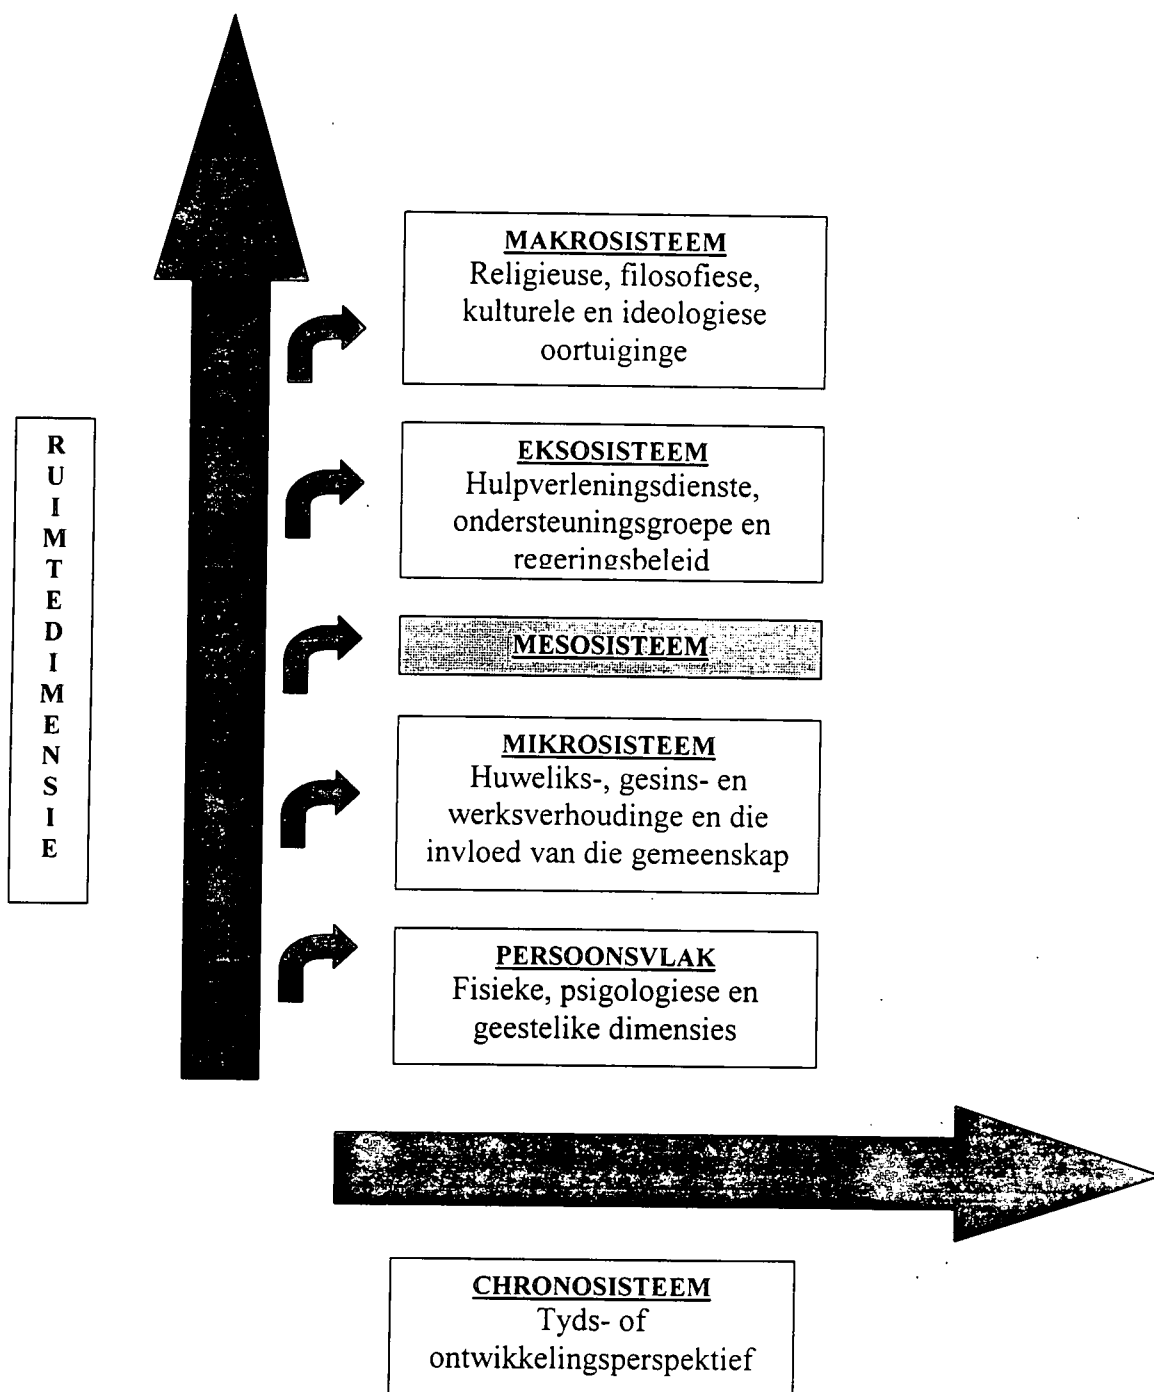 MAKROSISTEEM
Religieuse, filosofiese,
kulturele en ideologiese
oortuiginge
RUIMTEDIMENSIE
EKSOSISTEEM
Hulpverleningsdienste,
ondersteuningsgroepe en
regeringsbeleid
MESOSISTEEM
MIKROSISTEEM
Huweliks-, gesins- en
werksverhoudinge en die
invloed van die gemeenskap
PERSOONSVLAK
Fisieke, psigologiese en
geestelike dimensies
CHRONOSISTEEM
Tyds- of
ontwikkelingsperspektief